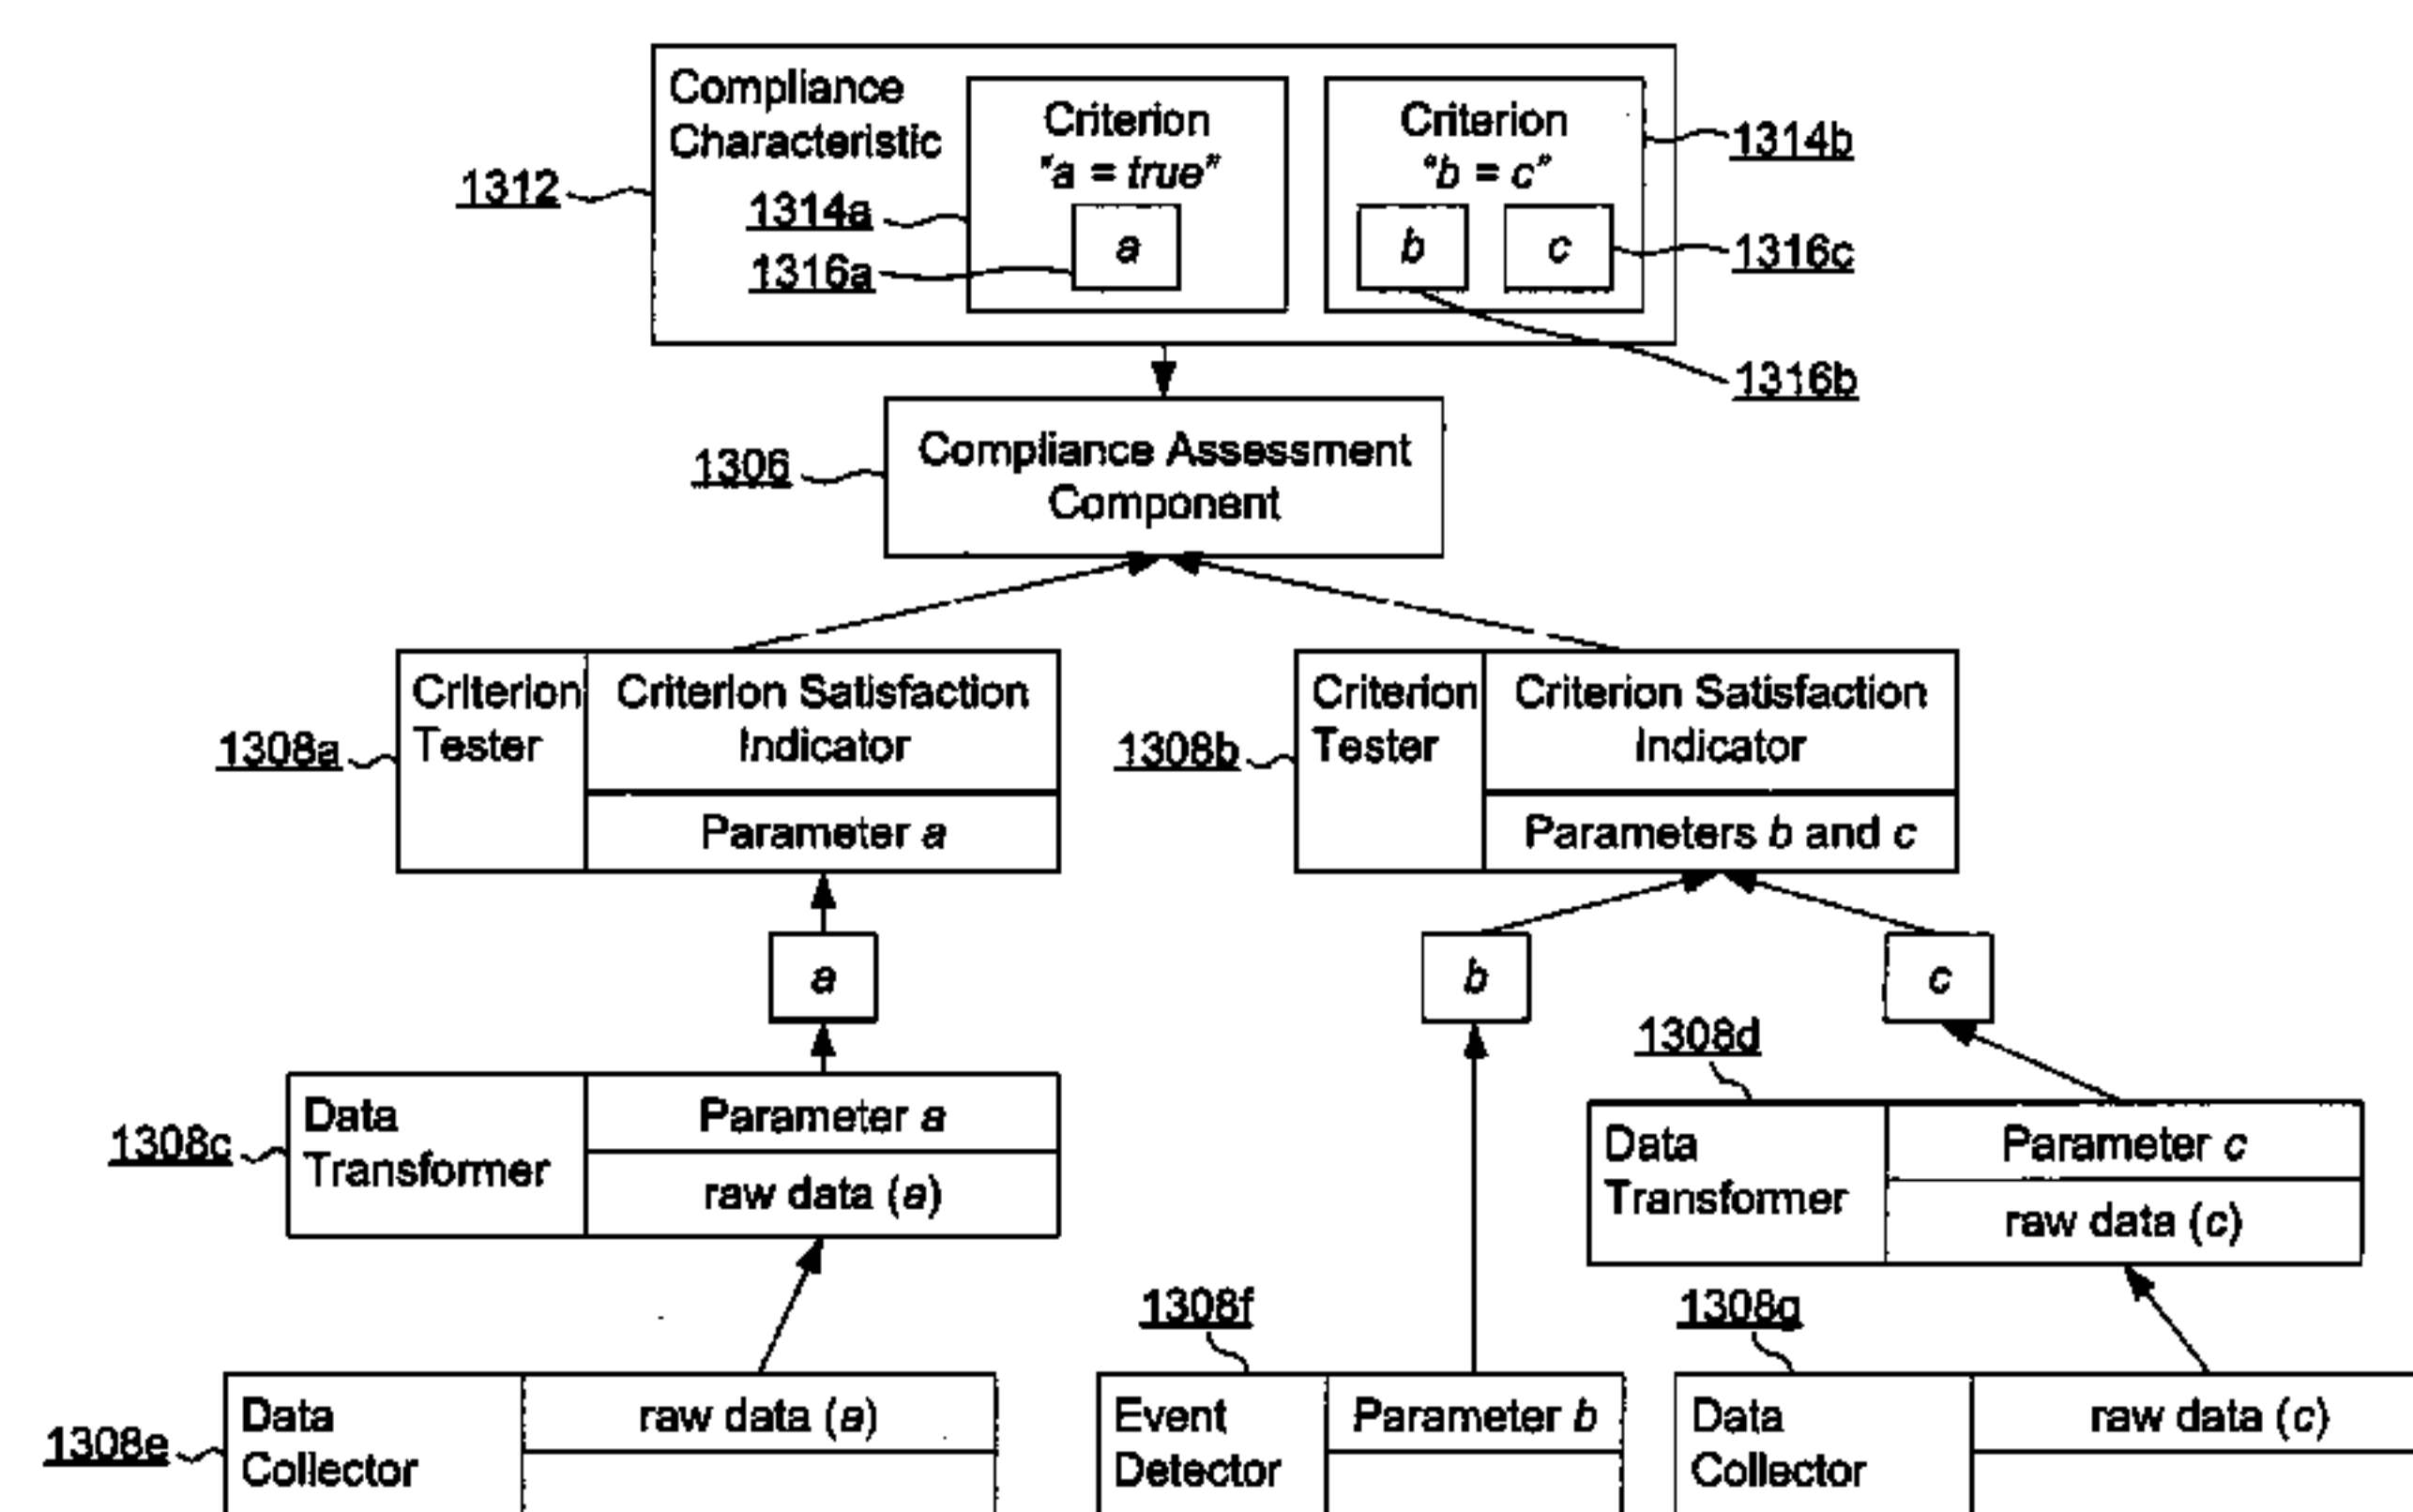 Compliance
Characteristic
1312
Criterion
"a = true"
1314a
1316a
a
Criterion
"b = c"
b
c
1314b
1316c
1316b
1306
Compliance Assessment
Component
1308a
Criterion
Tester
Criterion Satisfaction
Indicator
Parameter a
1308b
Criterion
Tester
Criterion Satisfaction
Indicator
Parameters b and c
a
b
c
1308c
Data
Transformer
Parameter a
raw data (a)
1308d
Data
Transformer
Parameter c
raw data (c)
1308e
Data
Collector
raw data (a)
1308f
Event
Detector
Parameter b
1308g
Data
Collector
raw data (c)